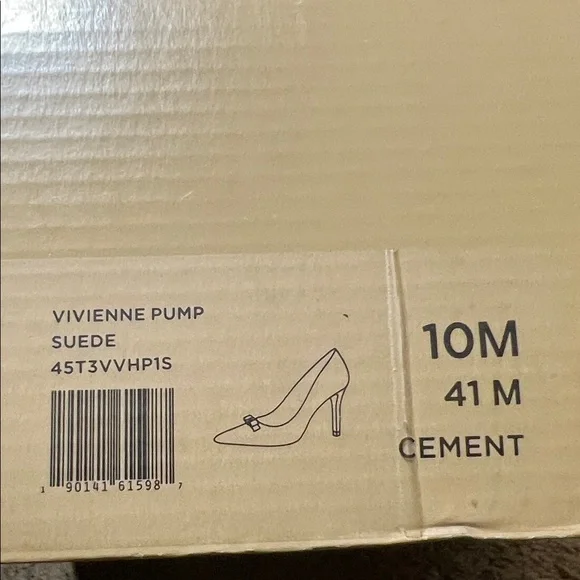 VIVIENNE PUMP
SUEDE
45T3VVHP1S
1 90141 61598 7
10M
41 M
CEMENT